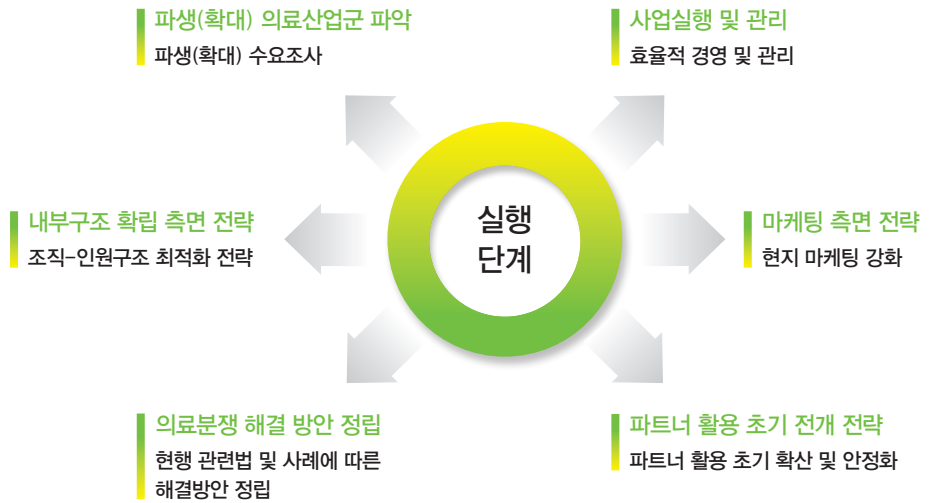 파생(확대) 의료산업군 파악
파생(확대) 수요조사
사업실행 및 관리
효율적 경영 및 관리
내부구조 확립 측면 전략
조직-인원구조 최적화 전략
실행
단계
마케팅 측면 전략
현지 마케팅 강화
의료분쟁 해결 방안 정립
현행 관련법 및 사례에 따른
해결방안 정립
파트너 활용 초기 전개 전략
파트너 활용 초기 확산 및 안정화